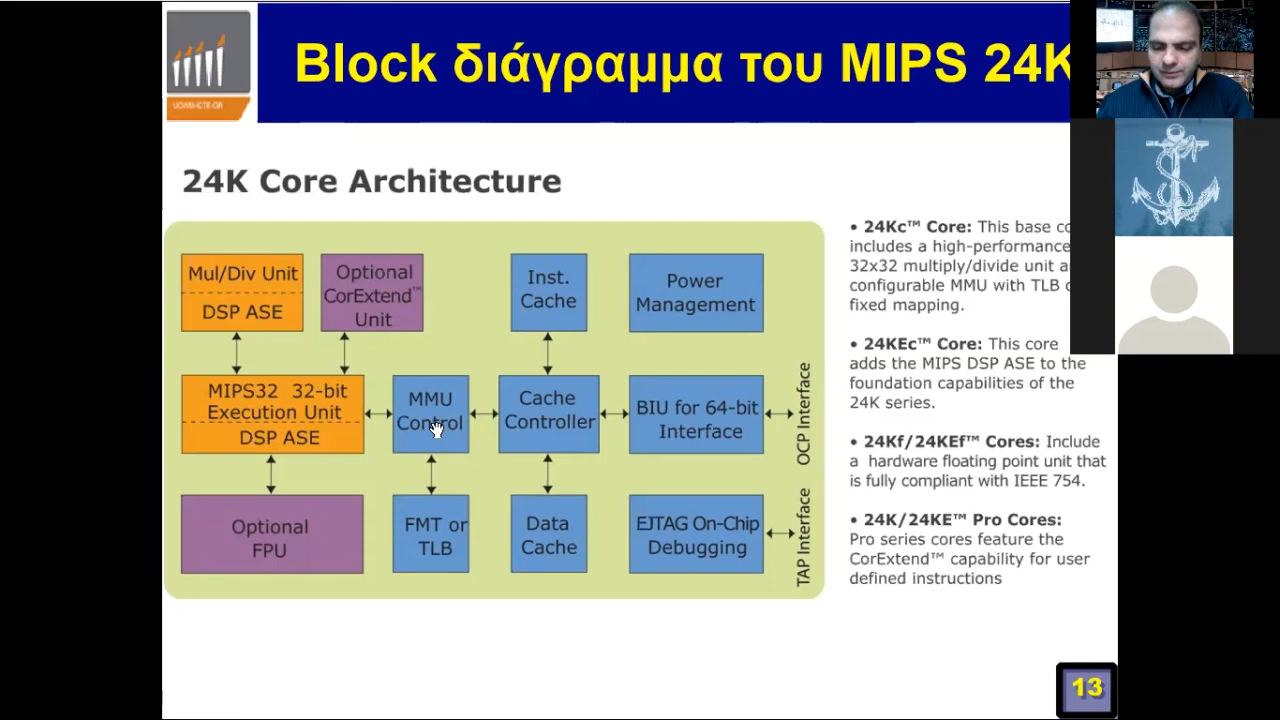 Block διάγραμμα του MIPS 24K
UOWM-ICTE-GR
24K Core Architecture
Mul/Div Unit
DSP ASE
Optional
CorExtend™
Unit
Inst.
Cache
Power
Management
MIPS32 32-bit
Execution Unit
DSP ASE
MMU
Control
Cache
Controller
BIU for 64-bit
Interface
OCP Interface
Optional
FPU
FMT or
TLB
Data
Cache
EJTAG On-Chip
Debugging
TAP Interface
• 24Kc™ Core: This base
includes a high-performance
32x32 multiply/divide unit
configurable MMU with TLB
fixed mapping.
• 24KEc™ Core: This core
adds the MIPS DSP ASE to the
foundation capabilities of the
24K series.
• 24Kf/24KEf™ Cores: Include
a hardware floating point unit that
is fully compliant with IEEE 754.
• 24K/24KE™ Pro Cores:
Pro series cores feature the
CorExtend™ capability for user
defined instructions
13